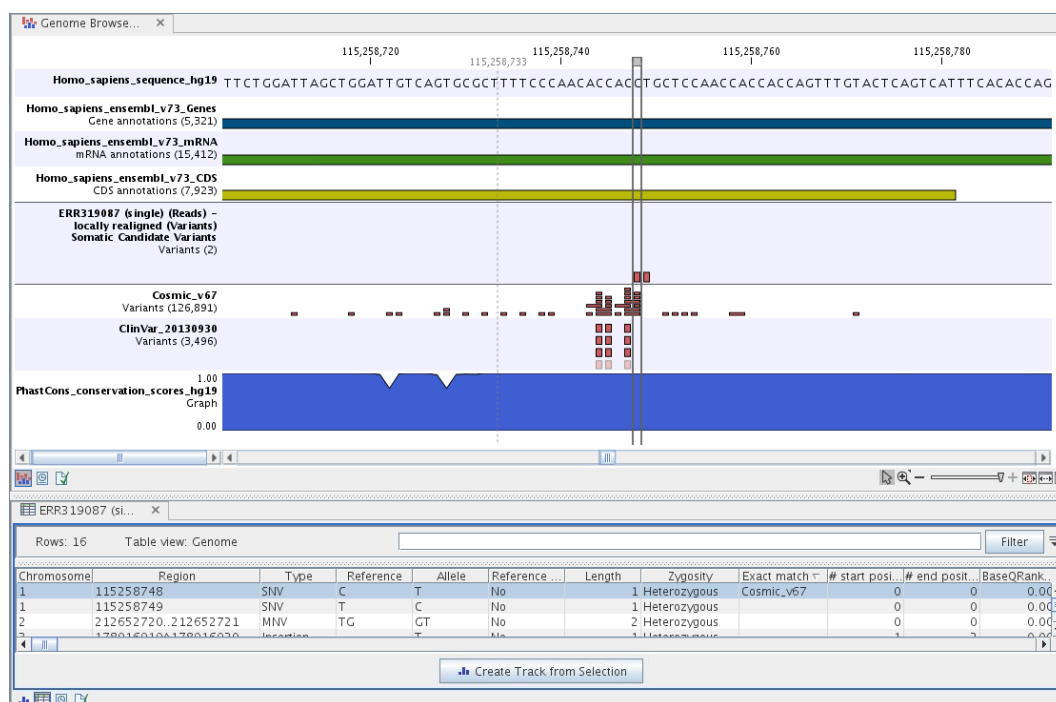 Genome Browse...
115,258,720 115,258,740 115,258,760 115,258,780
115,258,733
Homo_sapiens_sequence_hg19 TTCTGGATTAGCTGGATTGTCAGTGCGCTTTTCCCAACACCACCTGCTCCAACCACCACCAGTTTGTACTCAGTCATTTCACACCAG
Homo_sapiens_ensembl_v73_Genes
Gene annotations (5,321)
Homo_sapiens_ensembl_v73_mRNA
mRNA annotations (15,412)
Homo_sapiens_ensembl_v73_CDS
CDS annotations (7,923)
ERR319087 (single) (Reads) -
locally realigned (Variants)
Somatic Candidate Variants
Variants (2)
Cosmic_v67
Variants (126,891)
ClinVar_20130930
Variants (3,496)
1.00
PhastCons_conservation_scores_hg19
Graph
0.00
ERR319087 (si...
Rows: 16 Table view: Genome Filter
Chromosome Region Type Reference Allele Reference ... Length Zygosity Exact match # start posi... # end posit... BaseQRank..
1 115258748 SNV C T No 1 Heterozygous Cosmic_v67 0 0 0.00
1 115258749 SNV T C No 1 Heterozygous 0 0 0.00
2 212652720..212652721 MNV TG GT No 2 Heterozygous 0 0 0.00
Insertion T No 1 Heterozygous
Create Track from Selection